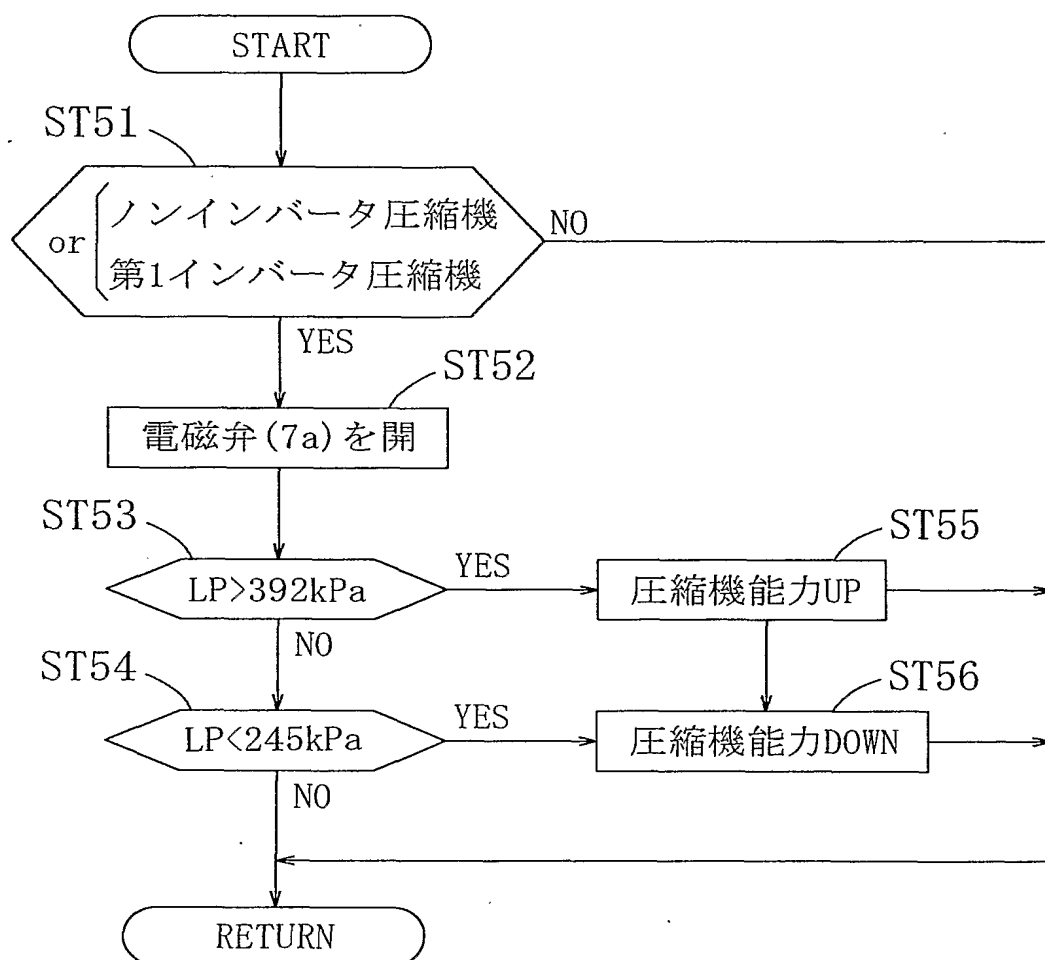 START
ST51
ノンインバータ圧縮機
or
第1インバータ圧縮機
NO
YES
ST52
電磁弁(7a)を開
ST53
LP>392kPa
YES
ST55
圧縮機能力UP
NO
ST54
LP<245kPa
YES
ST56
圧縮機能力DOWN
NO
RETURN